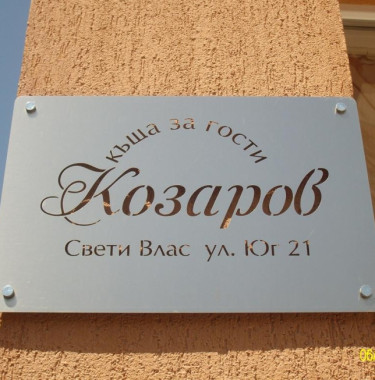 къща за гости
Козаров
Свети Влас ул. Юг 21